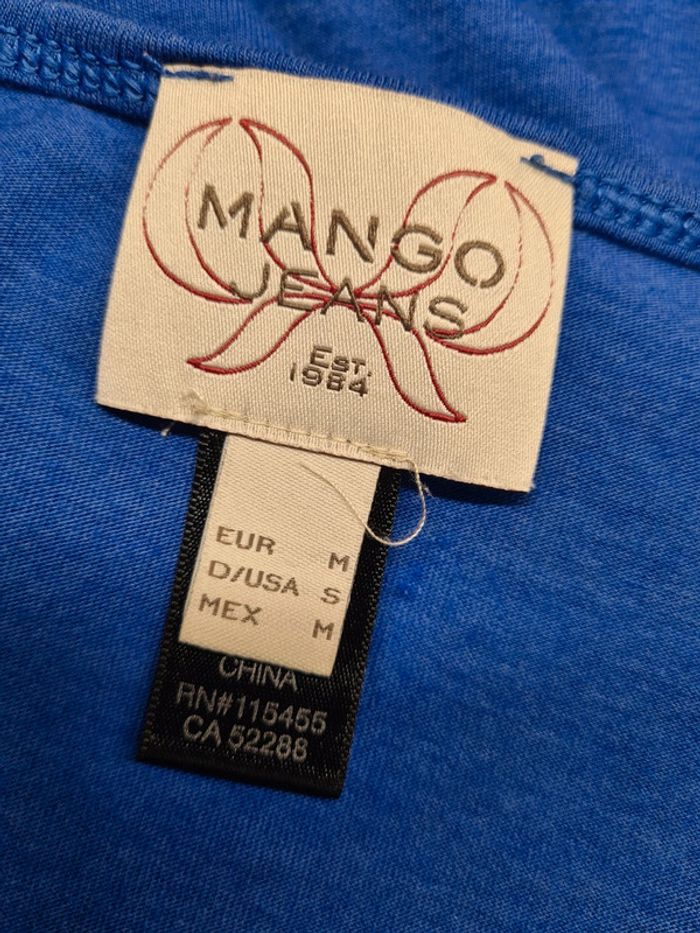 MANGO
JEANS
EST.
1984
EUR M
D/USA S
MEX M
CHINA
RN#115455
CA 52288